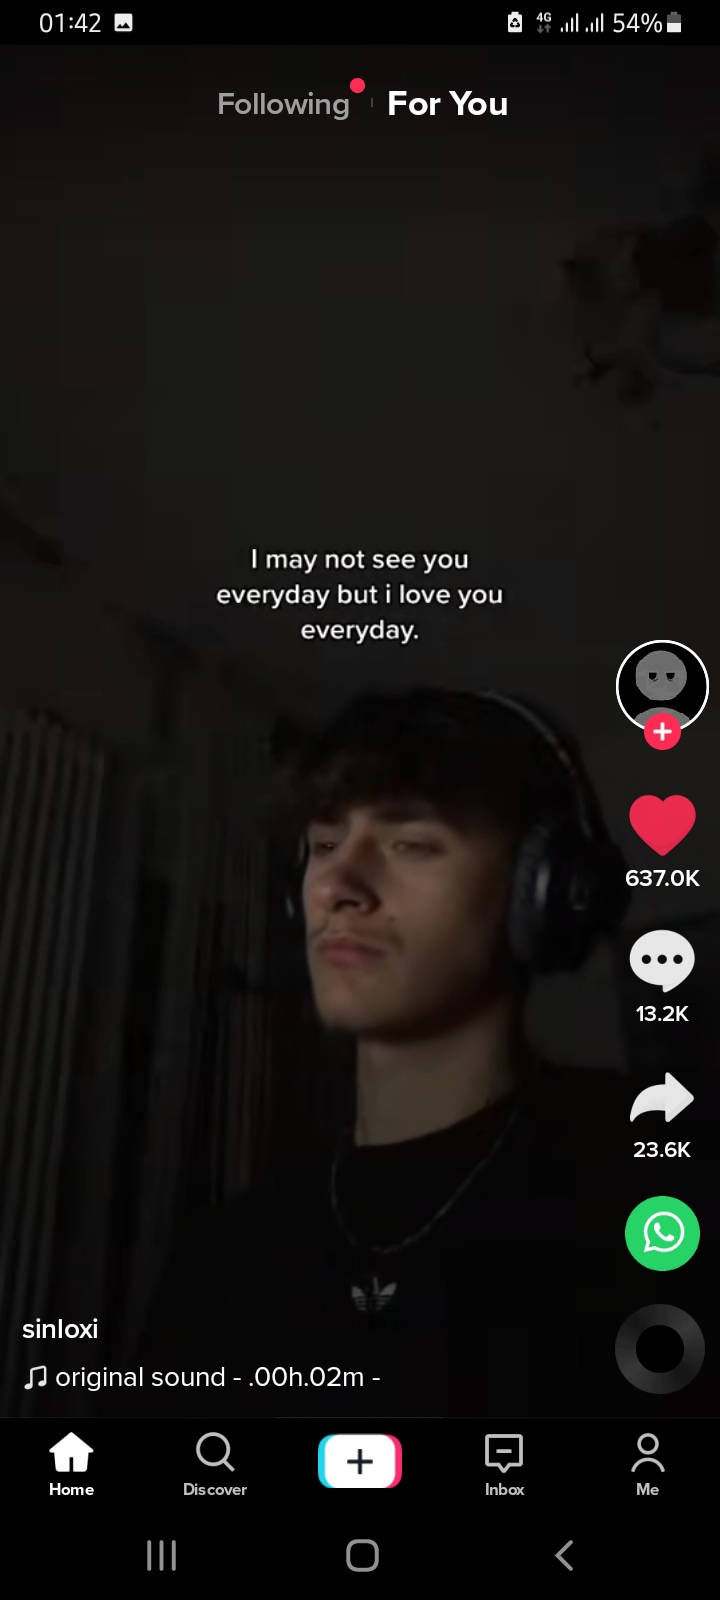 01:42
4G
54%
Following
For You
I may not see you
everyday but i love you
everyday.
637.0K
13.2K
23.6K
sinloxi
original sound - .00h.02m -
Home
Discover
Inbox
Me